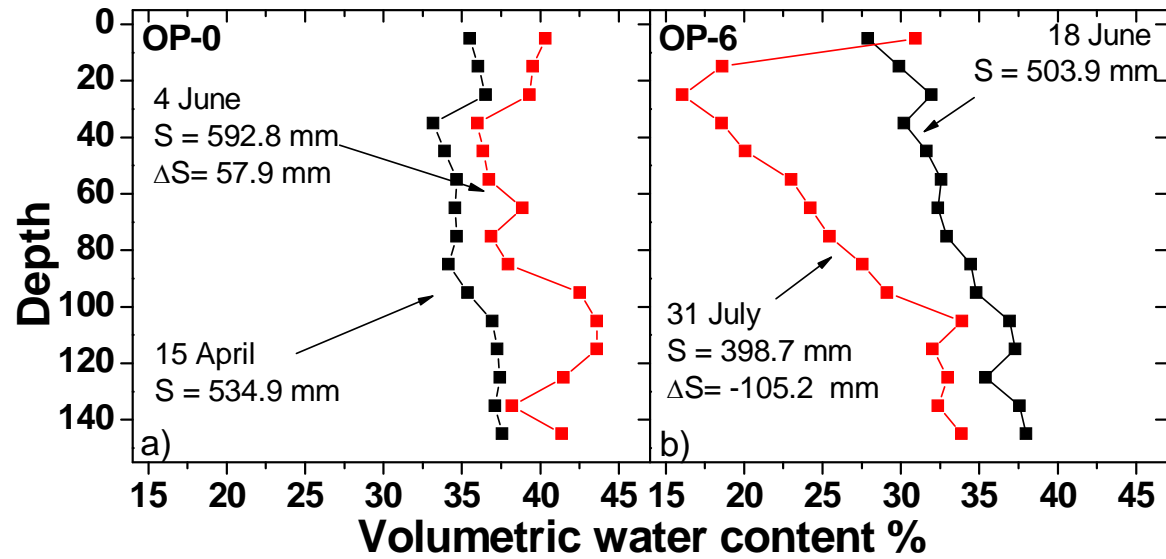 Depth
0
20
40
60
80
100
120
140
OP-0
4 June
S = 592.8 mm
ΔS= 57.9 mm
15 April
S = 534.9 mm
a)
OP-6
18 June
S = 503.9 mm
31 July
S = 398.7 mm
ΔS= -105.2 mm
b)
15 20 25 30 35 40 45
15 20 25 30 35 40 45
Volumetric water content %